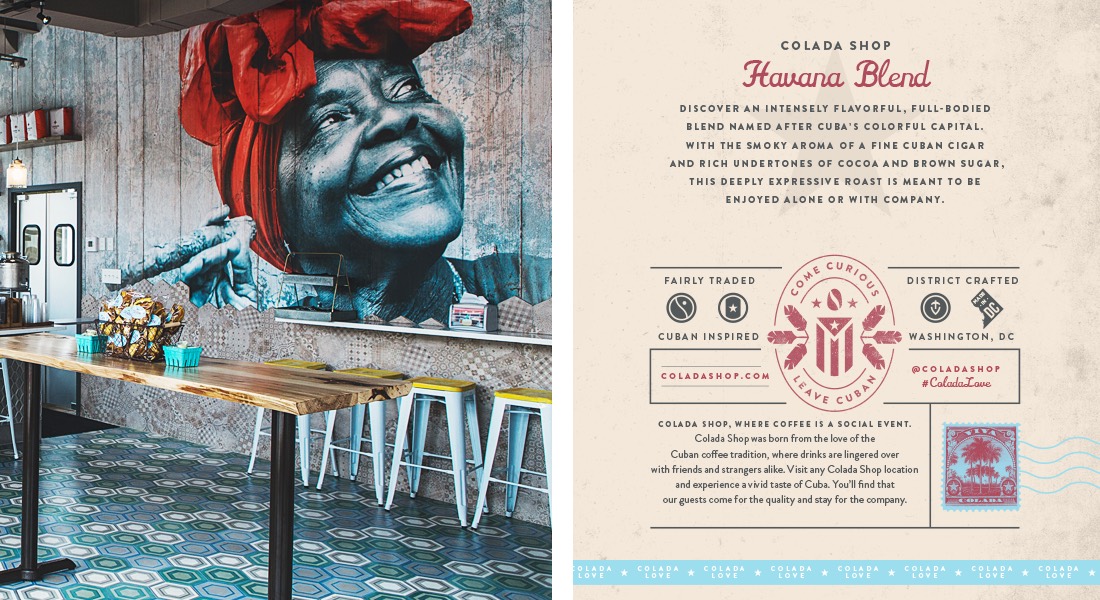 COLADA SHOP
Havana Blend
DISCOVER AN INTENSELY FLAVORFUL, FULL-BODIED
BLEND NAMED AFTER CUBA'S COLORFUL CAPITAL.
WITH THE SMOKY AROMA OF A FINE CUBAN CIGAR
AND RICH UNDERTONES OF COCOA AND BROWN SUGAR,
THIS DEEPLY EXPRESSIVE ROAST IS MEANT TO BE
ENJOYED ALONE OR WITH COMPANY.
FAIRLY TRADED
CUBAN INSPIRED
COME CURIOUS
LEAVE CUBAN
DISTRICT CRAFTED
MADE IN DC
WASHINGTON, DC
COLADASHOP.COM
@COLADASHOP
#ColadaLove
COLADA SHOP, WHERE COFFEE IS A SOCIAL EVENT.
Colada Shop was born from the love of the
Cuban coffee tradition, where drinks are lingered over
with friends and strangers alike. Visit any Colada Shop location
and experience a vivid taste of Cuba. You'll find that
our guests come for the quality and stay for the company.
VIVA
COLADA
COLADA LOVE ★ COLADA LOVE ★ COLADA LOVE ★ COLADA LOVE ★ COLADA LOVE ★ COLADA LOVE ★ COLADA LOVE ★ COLADA LOVE ★